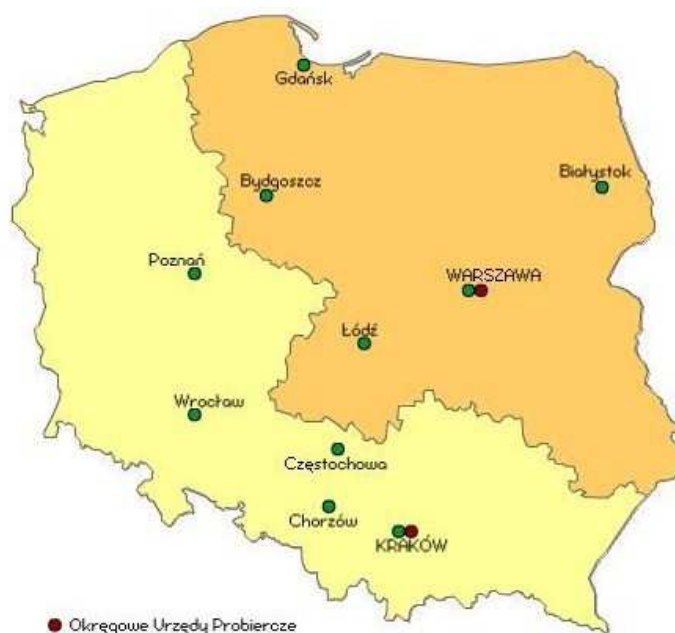 Gdańsk
Białystok
Bydgoszcz
Poznań
WARSZAWA
Łódź
Wrocław
Częstochowa
Chorzów
KRAKÓW
Okręgowe Urzędy Probiercze